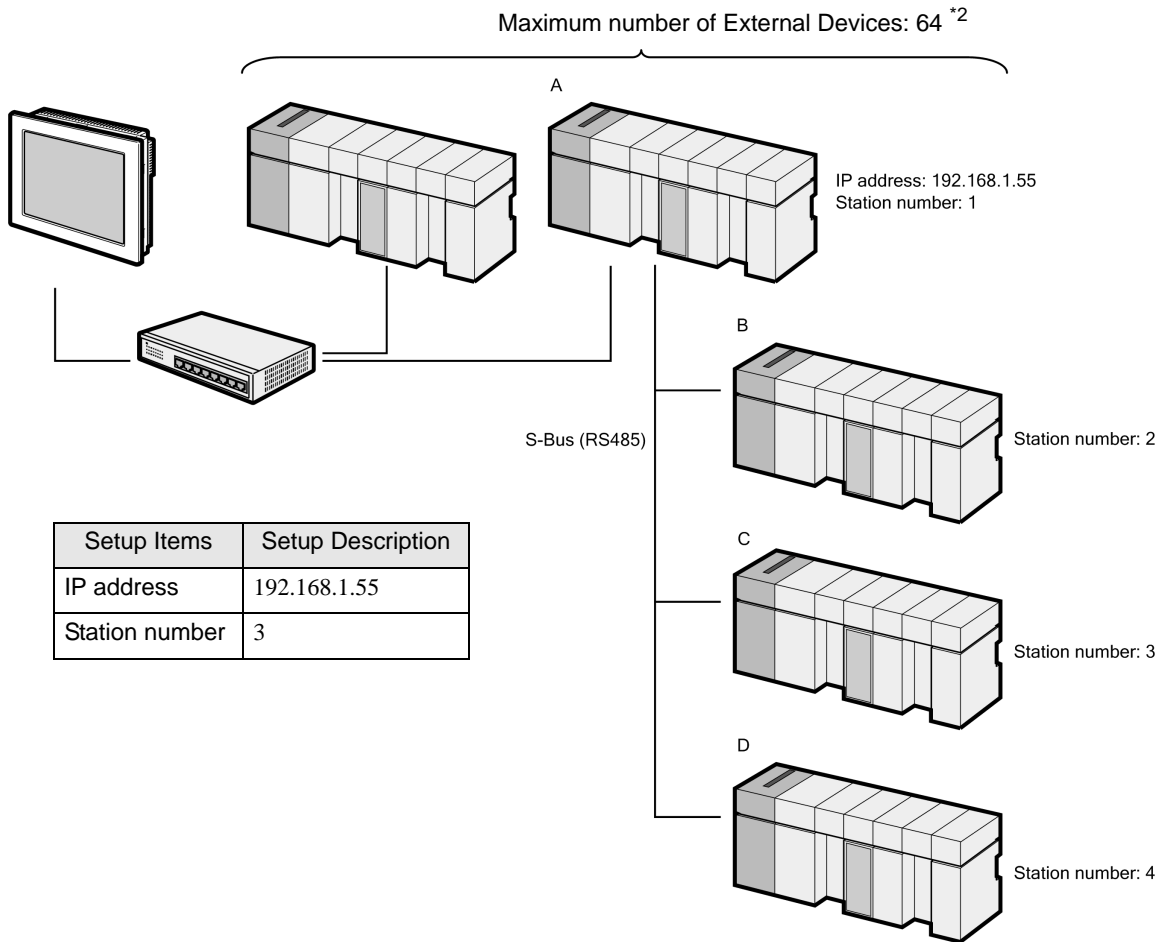 Maximum number of External Devices: 64 *2
A
IP address: 192.168.1.55
Station number: 1
B
S-Bus (RS485)
Station number: 2
Setup Items Setup Description
IP address 192.168.1.55
Station number 3
C
Station number: 3
D
Station number: 4